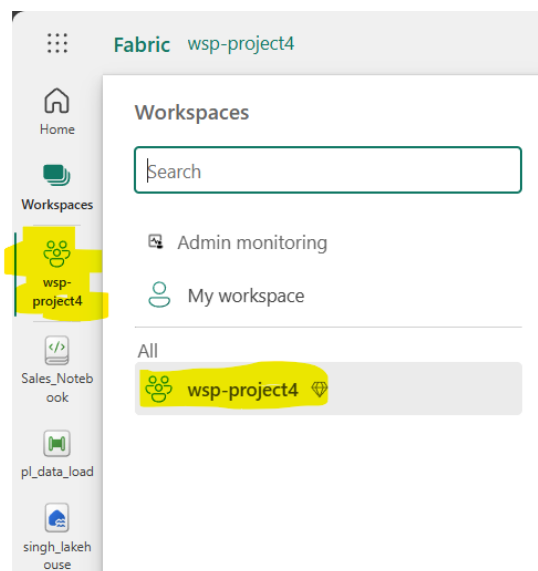 Fabric wsp-project4
Home
Workspaces
wsp-
project4
Sales_Noteb
ook
pl_data_load
singh_lakeh
ouse
Workspaces
Search
Admin monitoring
My workspace
All
wsp-project4